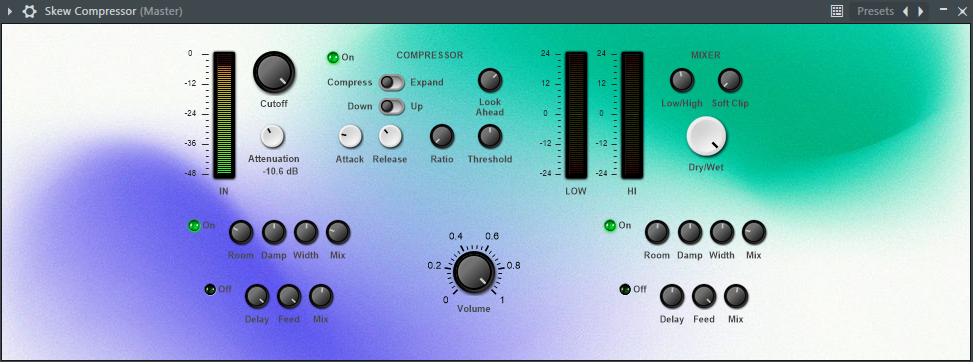 Skew Compressor (Master)
Presets
0
-12
-24
-36
-48
IN
Cutoff
Attenuation
-10.6 dB
On
COMPRESSOR
Compress
Expand
Down
Up
Look
Ahead
Attack
Release
Ratio
Threshold
24
12
0
-12
-24
LOW
24
12
0
-12
-24
HI
MIXER
Low/High
Soft Clip
Dry/Wet
On
Room
Damp
Width
Mix
Off
Delay
Feed
Mix
0
0.2
0.4
0.6
0.8
1
Volume
On
Room
Damp
Width
Mix
Off
Delay
Feed
Mix